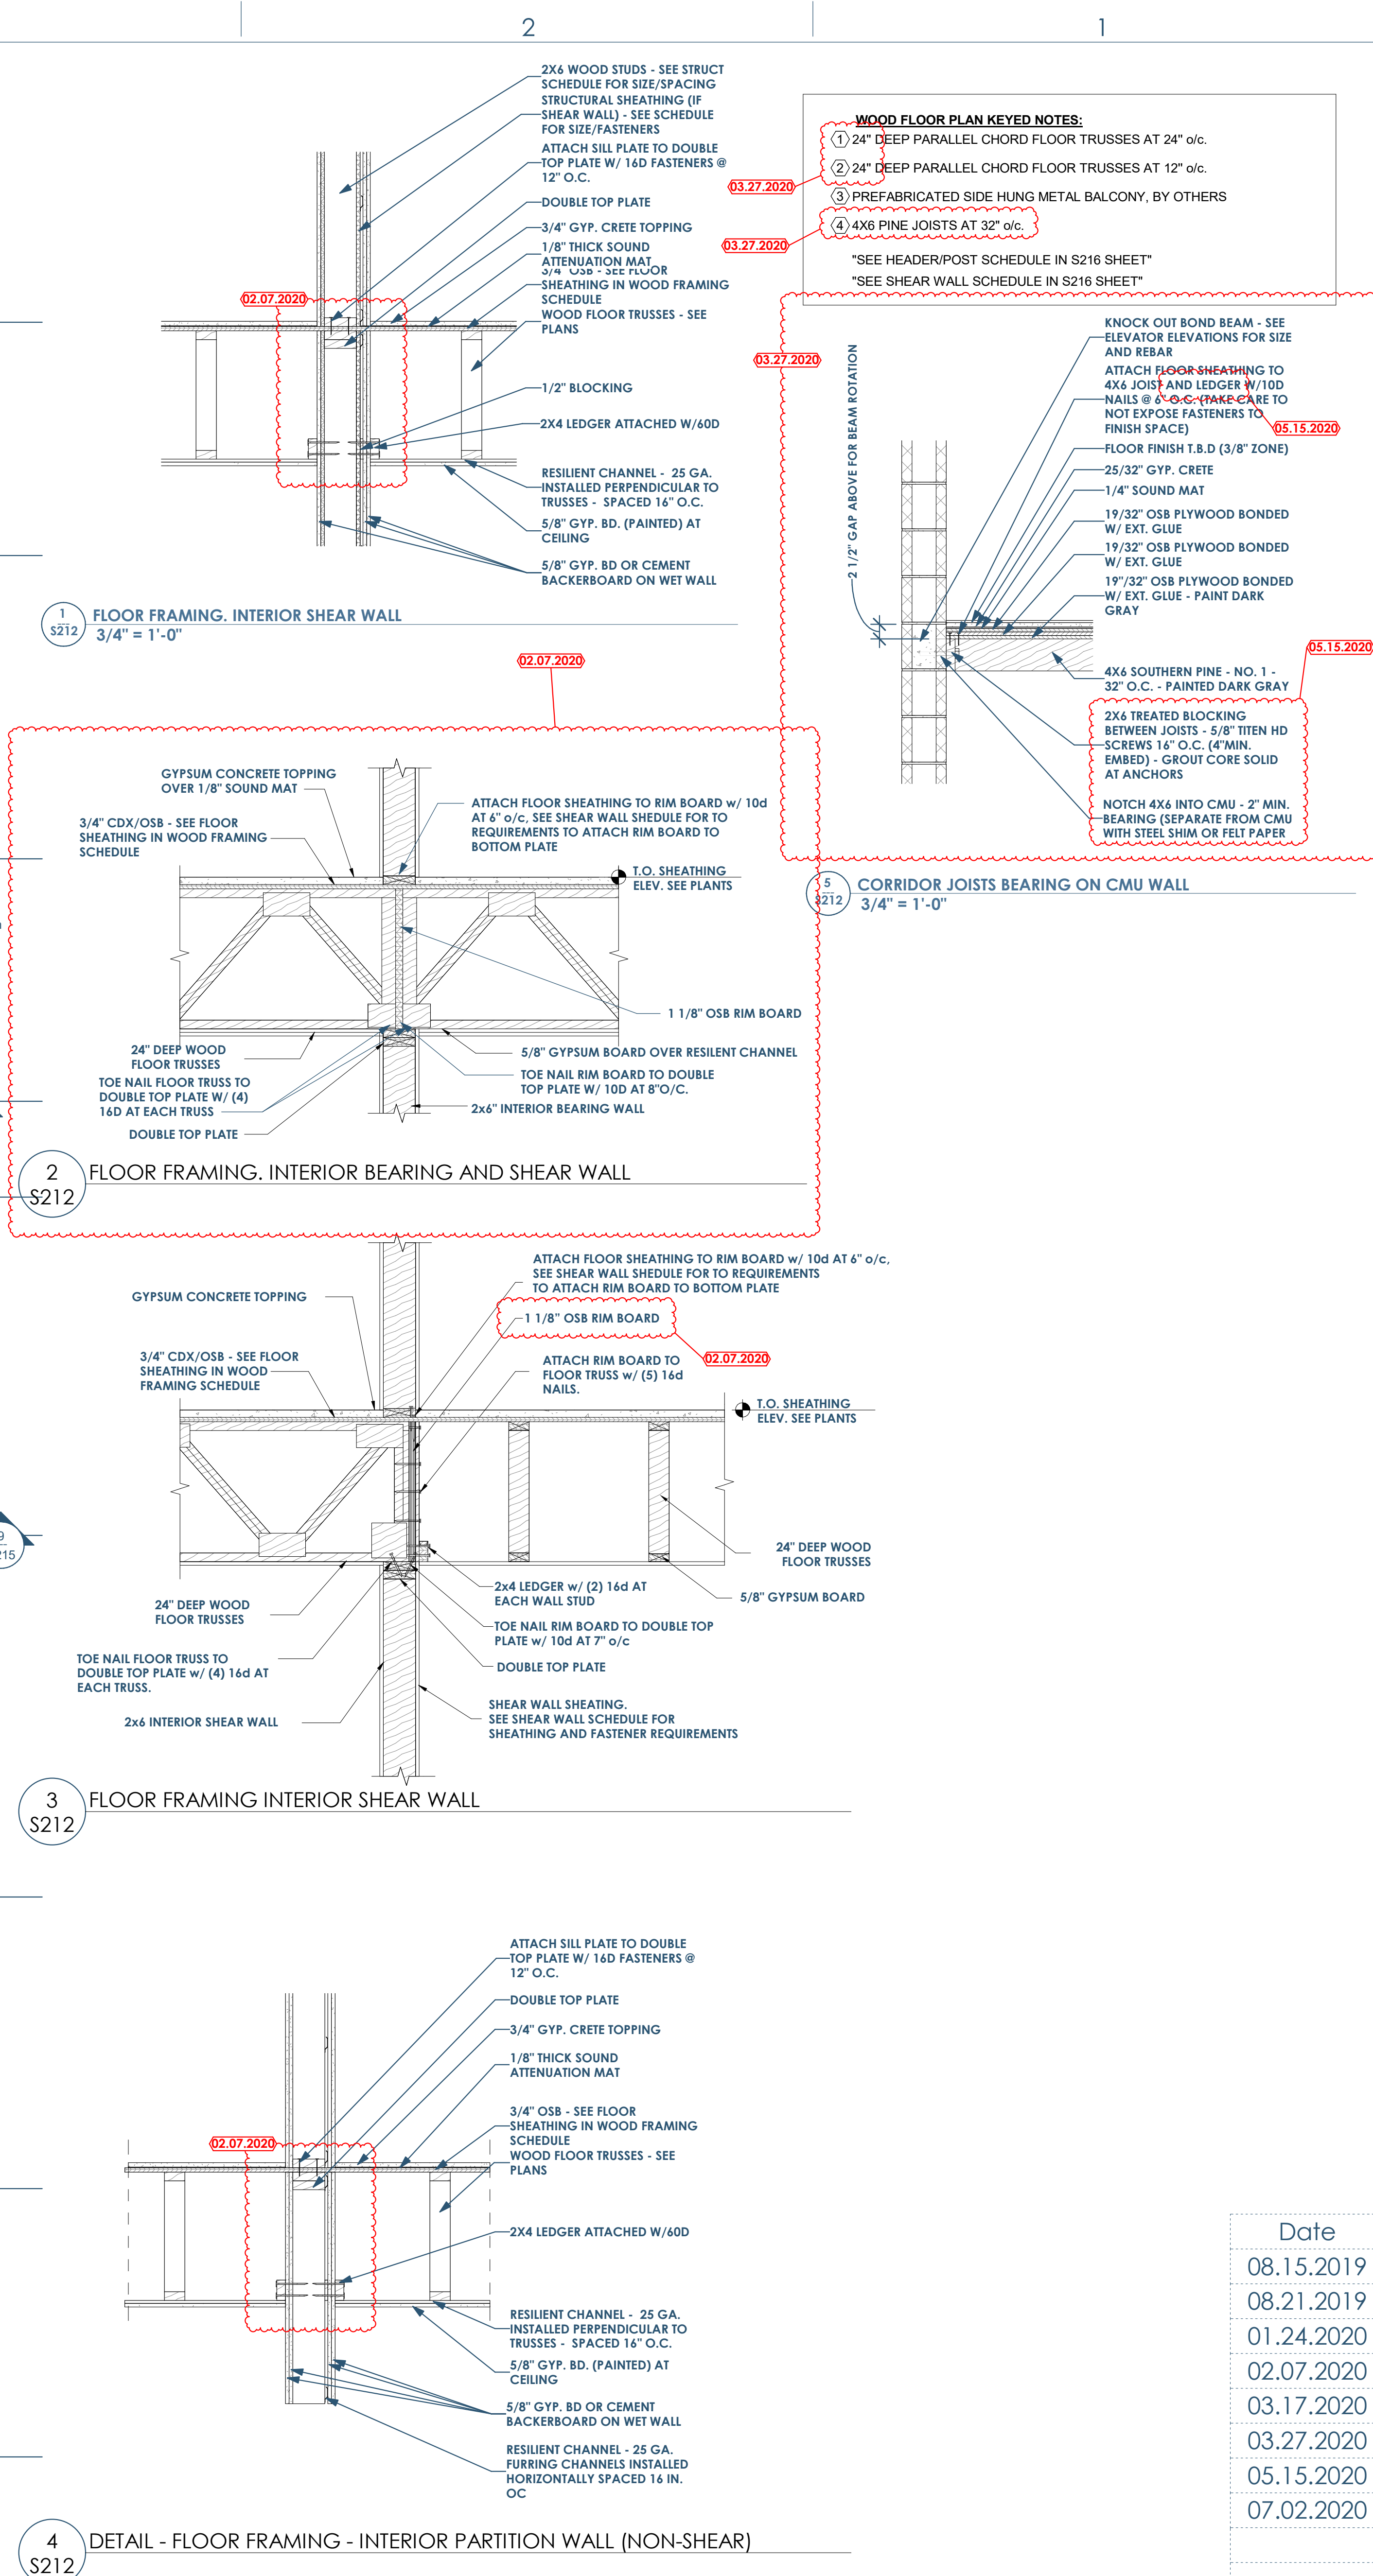 2
1
2X6 WOOD STUDS - SEE STRUCT
SCHEDULE FOR SIZE/SPACING
STRUCTURAL SHEATHING (IF
SHEAR WALL) - SEE SCHEDULE
FOR SIZE/FASTENERS
ATTACH SILL PLATE TO DOUBLE
TOP PLATE W/ 16D FASTENERS @
12" O.C.
DOUBLE TOP PLATE
3/4" GYP. CRETE TOPPING
1/8" THICK SOUND
ATTENUATION MAT
3/4" OSB - SEE FLOOR
SHEATHING IN WOOD FRAMING
SCHEDULE
WOOD FLOOR TRUSSES - SEE
PLANS
02.07.2020
1/2" BLOCKING
2X4 LEDGER ATTACHED W/60D
RESILIENT CHANNEL - 25 GA.
INSTALLED PERPENDICULAR TO
TRUSSES - SPACED 16" O.C.
5/8" GYP. BD. (PAINTED) AT
CEILING
5/8" GYP. BD OR CEMENT
BACKERBOARD ON WET WALL
1
S212
FLOOR FRAMING. INTERIOR SHEAR WALL
3/4" = 1'-0"
WOOD FLOOR PLAN KEYED NOTES:
1 24" DEEP PARALLEL CHORD FLOOR TRUSSES AT 24" o/c.
2 24" DEEP PARALLEL CHORD FLOOR TRUSSES AT 12" o/c.
03.27.2020
3 PREFABRICATED SIDE HUNG METAL BALCONY, BY OTHERS
4 4X6 PINE JOISTS AT 32" o/c.
03.27.2020
"SEE HEADER/POST SCHEDULE IN S216 SHEET"
"SEE SHEAR WALL SCHEDULE IN S216 SHEET"
03.27.2020
2 1/2" GAP ABOVE FOR BEAM ROTATION
KNOCK OUT BOND BEAM - SEE
ELEVATOR ELEVATIONS FOR SIZE
AND REBAR
ATTACH FLOOR SHEATHING TO
4X6 JOIST AND LEDGER W/10D
NAILS @ 6" O.C. (TAKE CARE TO
NOT EXPOSE FASTENERS TO
FINISH SPACE)
05.15.2020
FLOOR FINISH T.B.D (3/8" ZONE)
25/32" GYP. CRETE
1/4" SOUND MAT
19/32" OSB PLYWOOD BONDED
W/ EXT. GLUE
19/32" OSB PLYWOOD BONDED
W/ EXT. GLUE
19"/32" OSB PLYWOOD BONDED
W/ EXT. GLUE - PAINT DARK
GRAY
05.15.2020
4X6 SOUTHERN PINE - NO. 1 -
32" O.C. - PAINTED DARK GRAY
2X6 TREATED BLOCKING
BETWEEN JOISTS - 5/8" TITEN HD
SCREWS 16" O.C. (4"MIN.
EMBED) - GROUT CORE SOLID
AT ANCHORS
NOTCH 4X6 INTO CMU - 2" MIN.
BEARING (SEPARATE FROM CMU
WITH STEEL SHIM OR FELT PAPER
5
S212
CORRIDOR JOISTS BEARING ON CMU WALL
3/4" = 1'-0"
02.07.2020
GYPSUM CONCRETE TOPPING
OVER 1/8" SOUND MAT
3/4" CDX/OSB - SEE FLOOR
SHEATHING IN WOOD FRAMING
SCHEDULE
ATTACH FLOOR SHEATHING TO RIM BOARD w/ 10d
AT 6" o/c, SEE SHEAR WALL SHEDULE FOR TO
REQUIREMENTS TO ATTACH RIM BOARD TO
BOTTOM PLATE
T.O. SHEATHING
ELEV. SEE PLANTS
1 1/8" OSB RIM BOARD
24" DEEP WOOD
FLOOR TRUSSES
5/8" GYPSUM BOARD OVER RESILENT CHANNEL
TOE NAIL FLOOR TRUSS TO
DOUBLE TOP PLATE W/ (4)
16D AT EACH TRUSS
TOE NAIL RIM BOARD TO DOUBLE
TOP PLATE W/ 10D AT 8"O/C.
2x6" INTERIOR BEARING WALL
DOUBLE TOP PLATE
2
S212
FLOOR FRAMING. INTERIOR BEARING AND SHEAR WALL
ATTACH FLOOR SHEATHING TO RIM BOARD w/ 10d AT 6" o/c,
SEE SHEAR WALL SHEDULE FOR TO REQUIREMENTS
TO ATTACH RIM BOARD TO BOTTOM PLATE
GYPSUM CONCRETE TOPPING
1 1/8" OSB RIM BOARD
02.07.2020
3/4" CDX/OSB - SEE FLOOR
SHEATHING IN WOOD
FRAMING SCHEDULE
ATTACH RIM BOARD TO
FLOOR TRUSS w/ (5) 16d
NAILS.
T.O. SHEATHING
ELEV. SEE PLANTS
9
15
24" DEEP WOOD
FLOOR TRUSSES
5/8" GYPSUM BOARD
2x4 LEDGER w/ (2) 16d AT
EACH WALL STUD
24" DEEP WOOD
FLOOR TRUSSES
TOE NAIL RIM BOARD TO DOUBLE TOP
PLATE w/ 10d AT 7" o/c
TOE NAIL FLOOR TRUSS TO
DOUBLE TOP PLATE w/ (4) 16d AT
EACH TRUSS.
DOUBLE TOP PLATE
2x6 INTERIOR SHEAR WALL
SHEAR WALL SHEATING.
SEE SHEAR WALL SCHEDULE FOR
SHEATHING AND FASTENER REQUIREMENTS
3
S212
FLOOR FRAMING INTERIOR SHEAR WALL
ATTACH SILL PLATE TO DOUBLE
TOP PLATE W/ 16D FASTENERS @
12" O.C.
DOUBLE TOP PLATE
3/4" GYP. CRETE TOPPING
1/8" THICK SOUND
ATTENUATION MAT
3/4" OSB - SEE FLOOR
SHEATHING IN WOOD FRAMING
SCHEDULE
WOOD FLOOR TRUSSES - SEE
PLANS
02.07.2020
2X4 LEDGER ATTACHED W/60D
RESILIENT CHANNEL - 25 GA.
INSTALLED PERPENDICULAR TO
TRUSSES - SPACED 16" O.C.
5/8" GYP. BD. (PAINTED) AT
CEILING
5/8" GYP. BD OR CEMENT
BACKERBOARD ON WET WALL
RESILIENT CHANNEL - 25 GA.
FURRING CHANNELS INSTALLED
HORIZONTALLY SPACED 16 IN.
OC
4
S212
DETAIL - FLOOR FRAMING - INTERIOR PARTITION WALL (NON-SHEAR)
Date
08.15.2019
08.21.2019
01.24.2020
02.07.2020
03.17.2020
03.27.2020
05.15.2020
07.02.2020